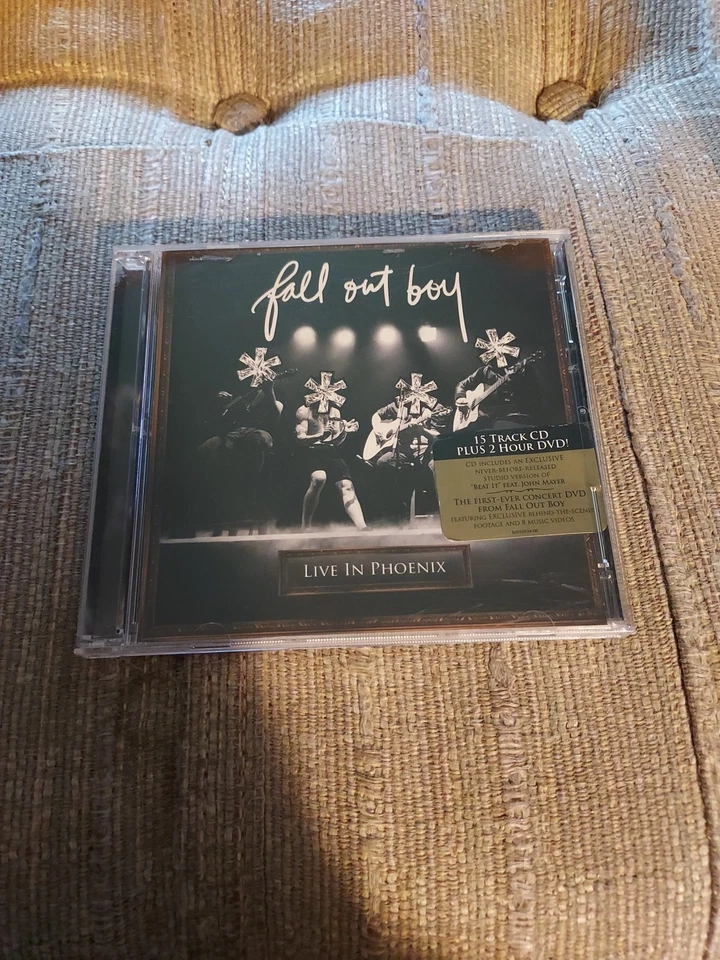 fall out boy
15 Track CD
Plus 2 Hour DVD!
CD includes an exclusive
never-before-released
studio version of
"Beat It" feat. John Mayer
The first-ever concert DVD
from Fall Out Boy
featuring exclusive behind-the-scenes
footage and 8 music videos
Live In Phoenix